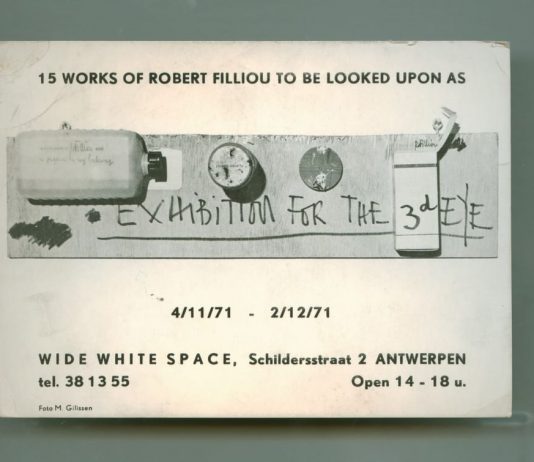 15 WORKS OF ROBERT FILLIOU TO BE LOOKED UPON AS
Filliou
EXHIBITION FOR THE 3d EYE
4/11/71 - 2/12/71
WIDE WHITE SPACE, Schildersstraat 2 ANTWERPEN
tel. 38 13 55 Open 14 - 18 u.
Foto M. Gilissen